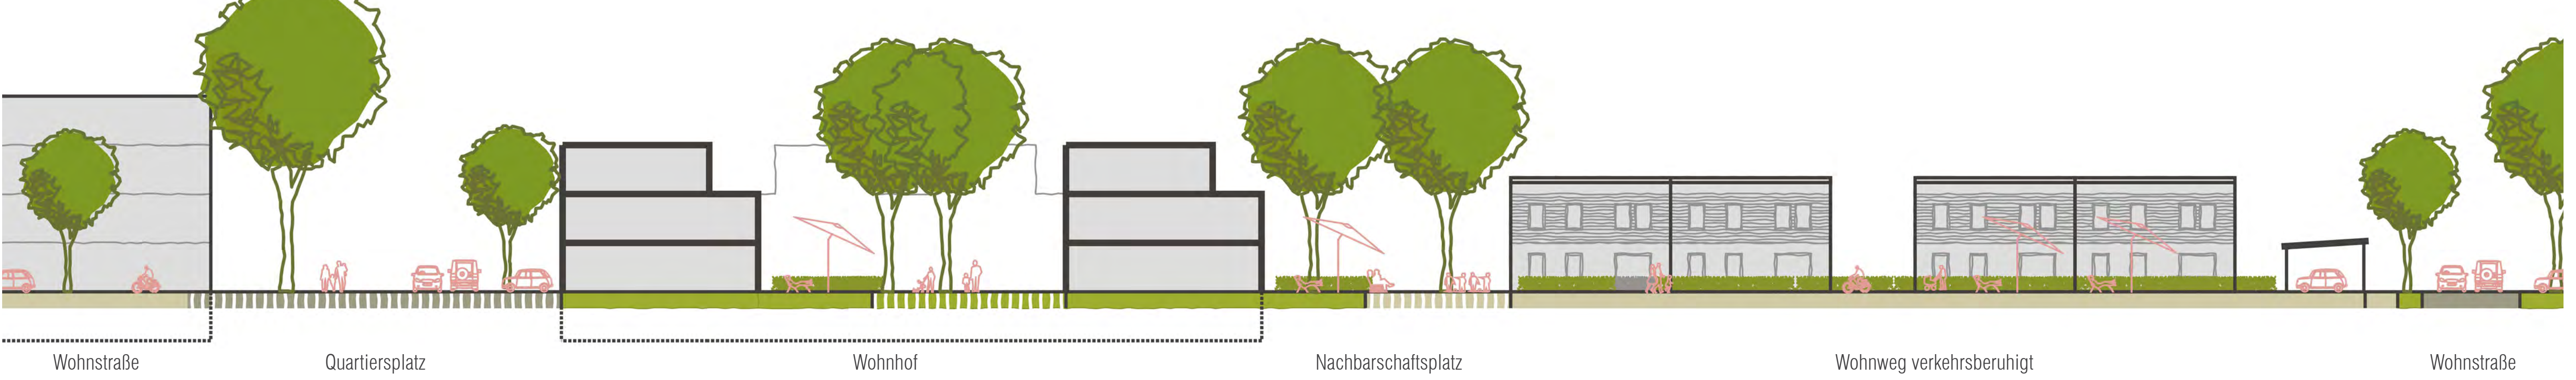 Wohnstraße
Quartiersplatz
Wohnhof
Nachbarschaftsplatz
Wohnweg verkehrsberuhigt
Wohnstraße